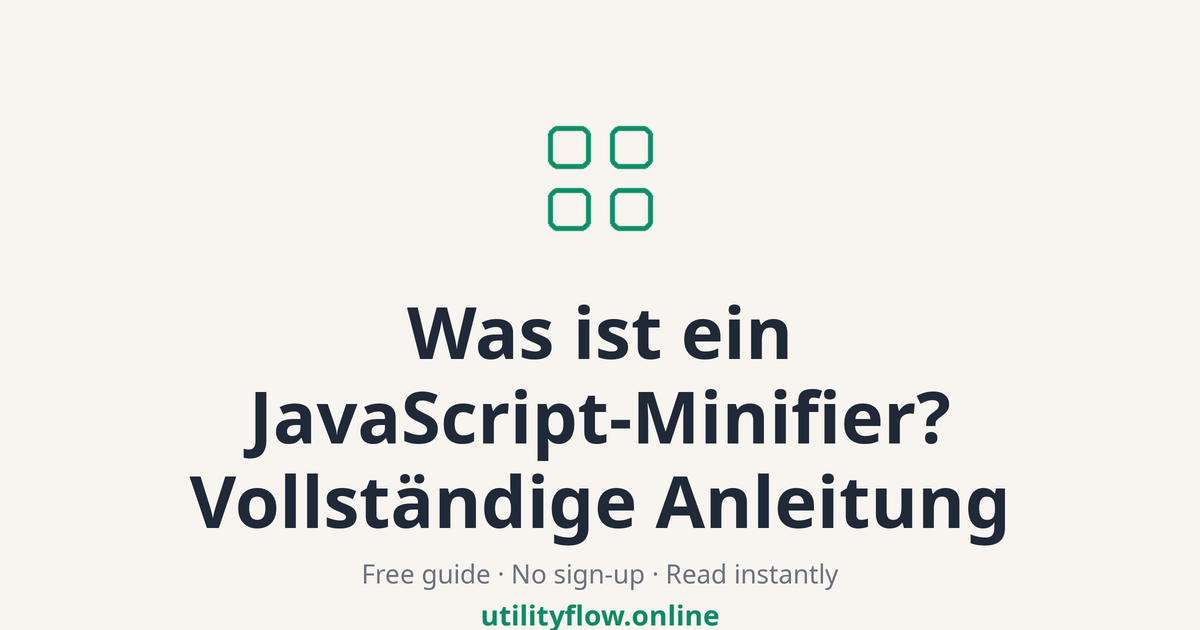 Was ist ein
JavaScript-Minifier?
Vollständige Anleitung
Free guide · No sign-up · Read instantly
utilityflow.online